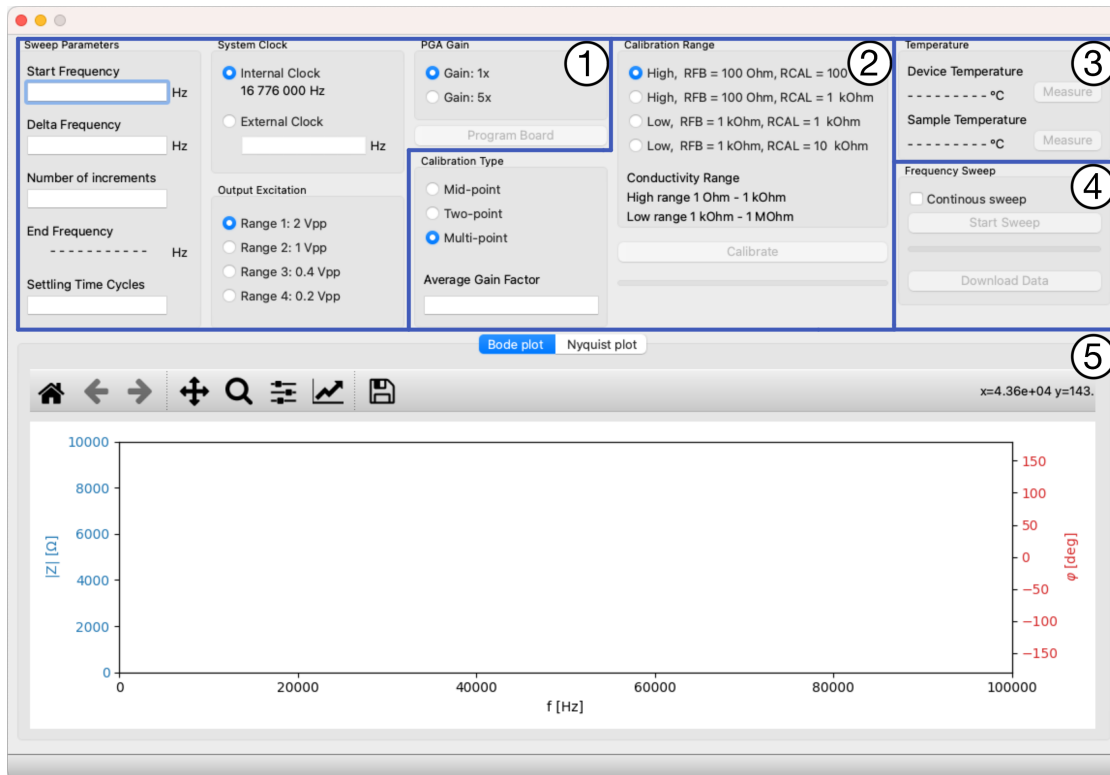 Sweep Parameters
Start Frequency
Hz
Delta Frequency
Hz
Number of increments
End Frequency
- - - - - - - - - - - Hz
Settling Time Cycles
System Clock
Internal Clock
16 776 000 Hz
External Clock
Hz
Output Excitation
Range 1: 2 Vpp
Range 2: 1 Vpp
Range 3: 0.4 Vpp
Range 4: 0.2 Vpp
PGA Gain
1
Gain: 1x
Gain: 5x
Program Board
Calibration Type
Mid-point
Two-point
Multi-point
Average Gain Factor
Calibration Range
2
High, RFB = 100 Ohm, RCAL = 100
High, RFB = 100 Ohm, RCAL = 1 kOhm
Low, RFB = 1 kOhm, RCAL = 1 kOhm
Low, RFB = 1 kOhm, RCAL = 10 kOhm
Conductivity Range
High range 1 Ohm - 1 kOhm
Low range 1 kOhm - 1 MOhm
Calibrate
Temperature
3
Device Temperature
- - - - - - - - - ºC Measure
Sample Temperature
- - - - - - - - - ºC Measure
Frequency Sweep
4
Continous sweep
Start Sweep
Download Data
Bode plot Nyquist plot
5
x=4.36e+04 y=143.
|Z| [Ω]
10000
8000
6000
4000
2000
0
150
100
50
0
−50
−100
−150
φ [deg]
0 20000 40000 60000 80000 100000
f [Hz]